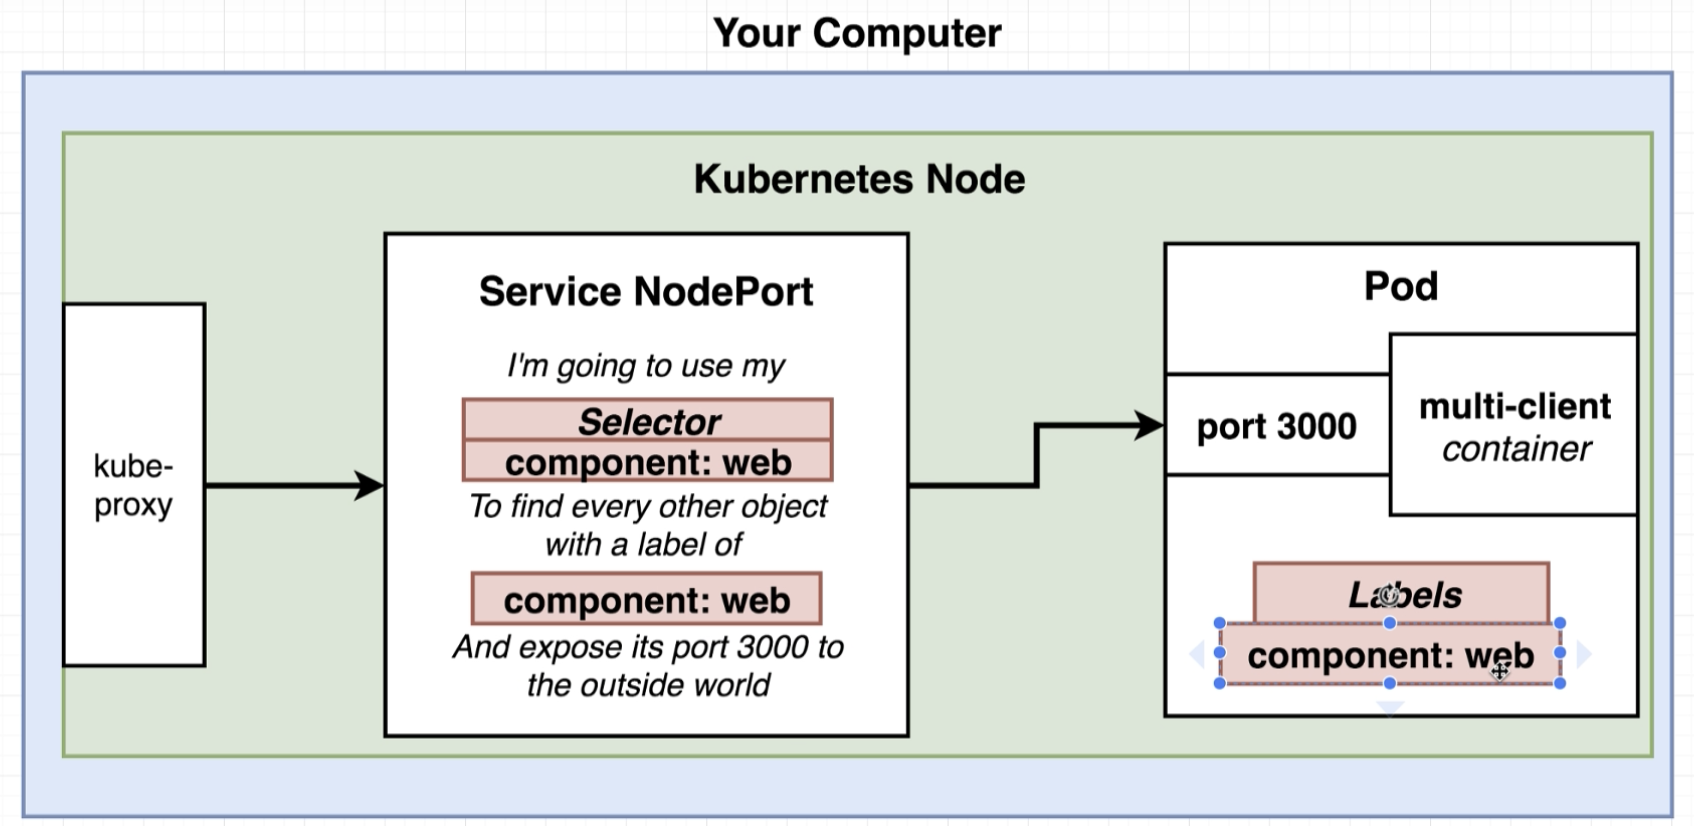 Your Computer
Kubernetes Node
kube-
proxy
Service NodePort
I'm going to use my
Selector
component: web
To find every other object
with a label of
component: web
And expose its port 3000 to
the outside world
Pod
port 3000
multi-client
container
Labels
component: web